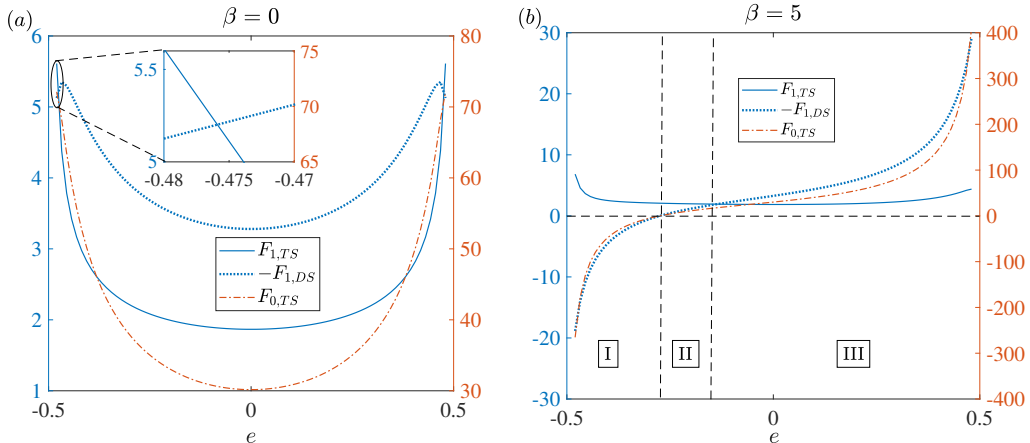 (a)
β = 0
6
5
4
3
2
1
80
70
60
50
40
30
-0.5
0
0.5
e
5.5
5
75
70
65
-0.48
-0.475
-0.47
F1,TS
−F1,DS
F0,TS
(b)
β = 5
30
20
10
0
-10
-20
-30
400
300
200
100
0
-100
-200
-300
-400
-0.5
0
0.5
e
F1,TS
−F1,DS
F0,TS
I
II
III